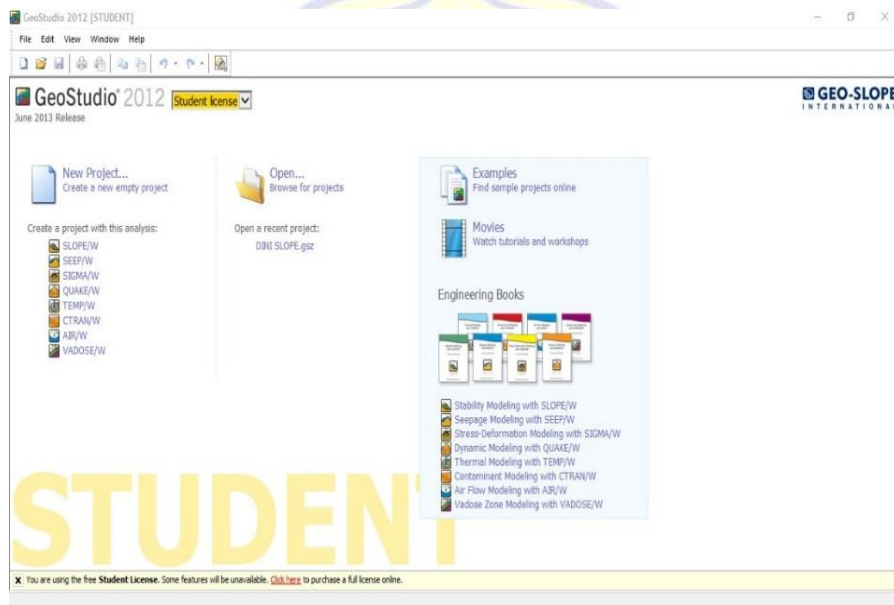 GeoStudio 2012 [STUDENT]
File Edit View Window Help
GeoStudio 2012 Student license
June 2013 Release
GEO-SLOPE
INTERNATIONAL
New Project...
Create a new empty project
Create a project with this analysis:
SLOPE/W
SEEP/W
SIGMA/W
QUAKE/W
TEMP/W
CTRAN/W
AIR/W
VADOSE/W
Open...
Browse for projects
Open a recent project:
DINI SLOPE.gsz
Examples
Find sample projects online
Movies
Watch tutorials and workshops
Engineering Books
Stability Modeling with SLOPE/W
Seepage Modeling with SEEP/W
Stress-Deformation Modeling with SIGMA/W
Dynamic Modeling with QUAKE/W
Thermal Modeling with TEMP/W
Contaminant Modeling with CTRAN/W
Air Flow Modeling with AIR/W
Vadose Zone Modeling with VADOSE/W
STUDENT
X You are using the free Student License. Some features will be unavailable. Click here to purchase a full license online.